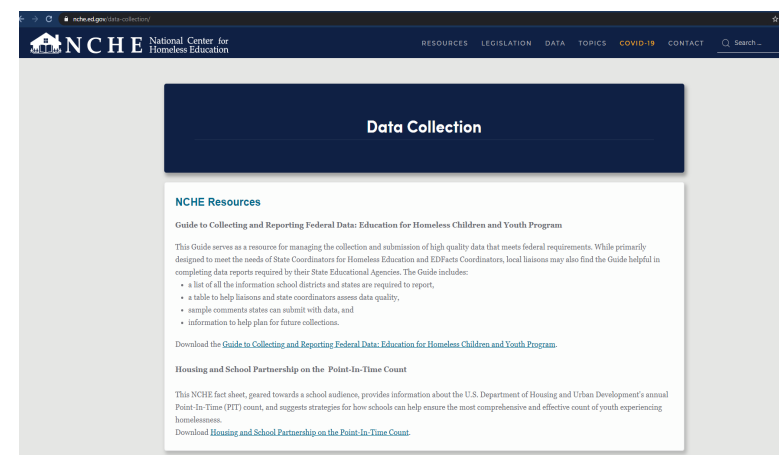 nche.ed.gov/data-collection/
NCHE National Center for
Homeless Education
RESOURCES LEGISLATION DATA TOPICS COVID-19 CONTACT Search ...
Data Collection
NCHE Resources
Guide to Collecting and Reporting Federal Data: Education for Homeless Children and Youth Program
This Guide serves as a resource for managing the collection and submission of high quality data that meets federal requirements. While primarily
designed to meet the needs of State Coordinators for Homeless Education and EDFacts Coordinators, local liaisons may also find the Guide helpful in
completing data reports required by their State Educational Agencies. The Guide includes:
• a list of all the information school districts and states are required to report,
• a table to help liaisons and state coordinators assess data quality,
• sample comments states can submit with data, and
• information to help plan for future collections.
Download the Guide to Collecting and Reporting Federal Data: Education for Homeless Children and Youth Program.
Housing and School Partnership on the Point-In-Time Count
This NCHE fact sheet, geared towards a school audience, provides information about the U.S. Department of Housing and Urban Development's annual
Point-In-Time (PIT) count, and suggests strategies for how schools can help ensure the most comprehensive and effective count of youth experiencing
homelessness.
Download Housing and School Partnership on the Point-In-Time Count.